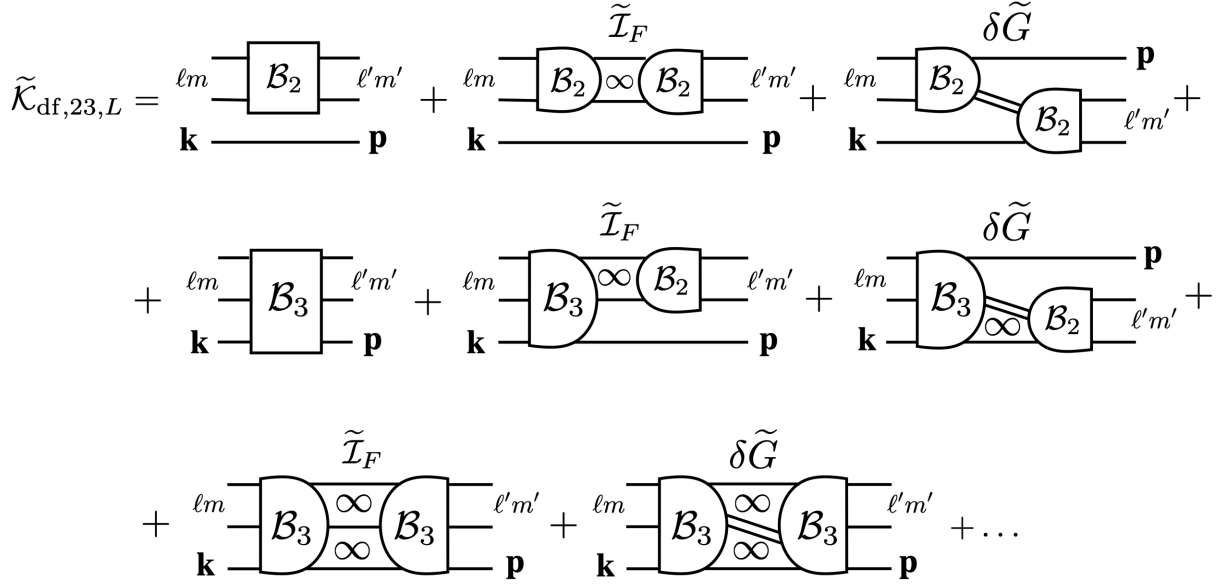 Ĩ_F δG̃
K̃_{df,23,L} = ℓm B₂ ℓ′m′ + ℓm B₂ ∞ B₂ ℓ′m′ + ℓm B₂ B₂ p ℓ′m′ +
k p k p k
Ĩ_F δG̃
+ ℓm B₃ ℓ′m′ + ℓm B₃ ∞ B₂ ℓ′m′ + ℓm B₃ ∞ B₂ p ℓ′m′ +
k p k p k
Ĩ_F δG̃
+ ℓm B₃ ∞ ∞ B₃ ℓ′m′ + ℓm B₃ ∞ ∞ B₃ ℓ′m′ + …
k p k p